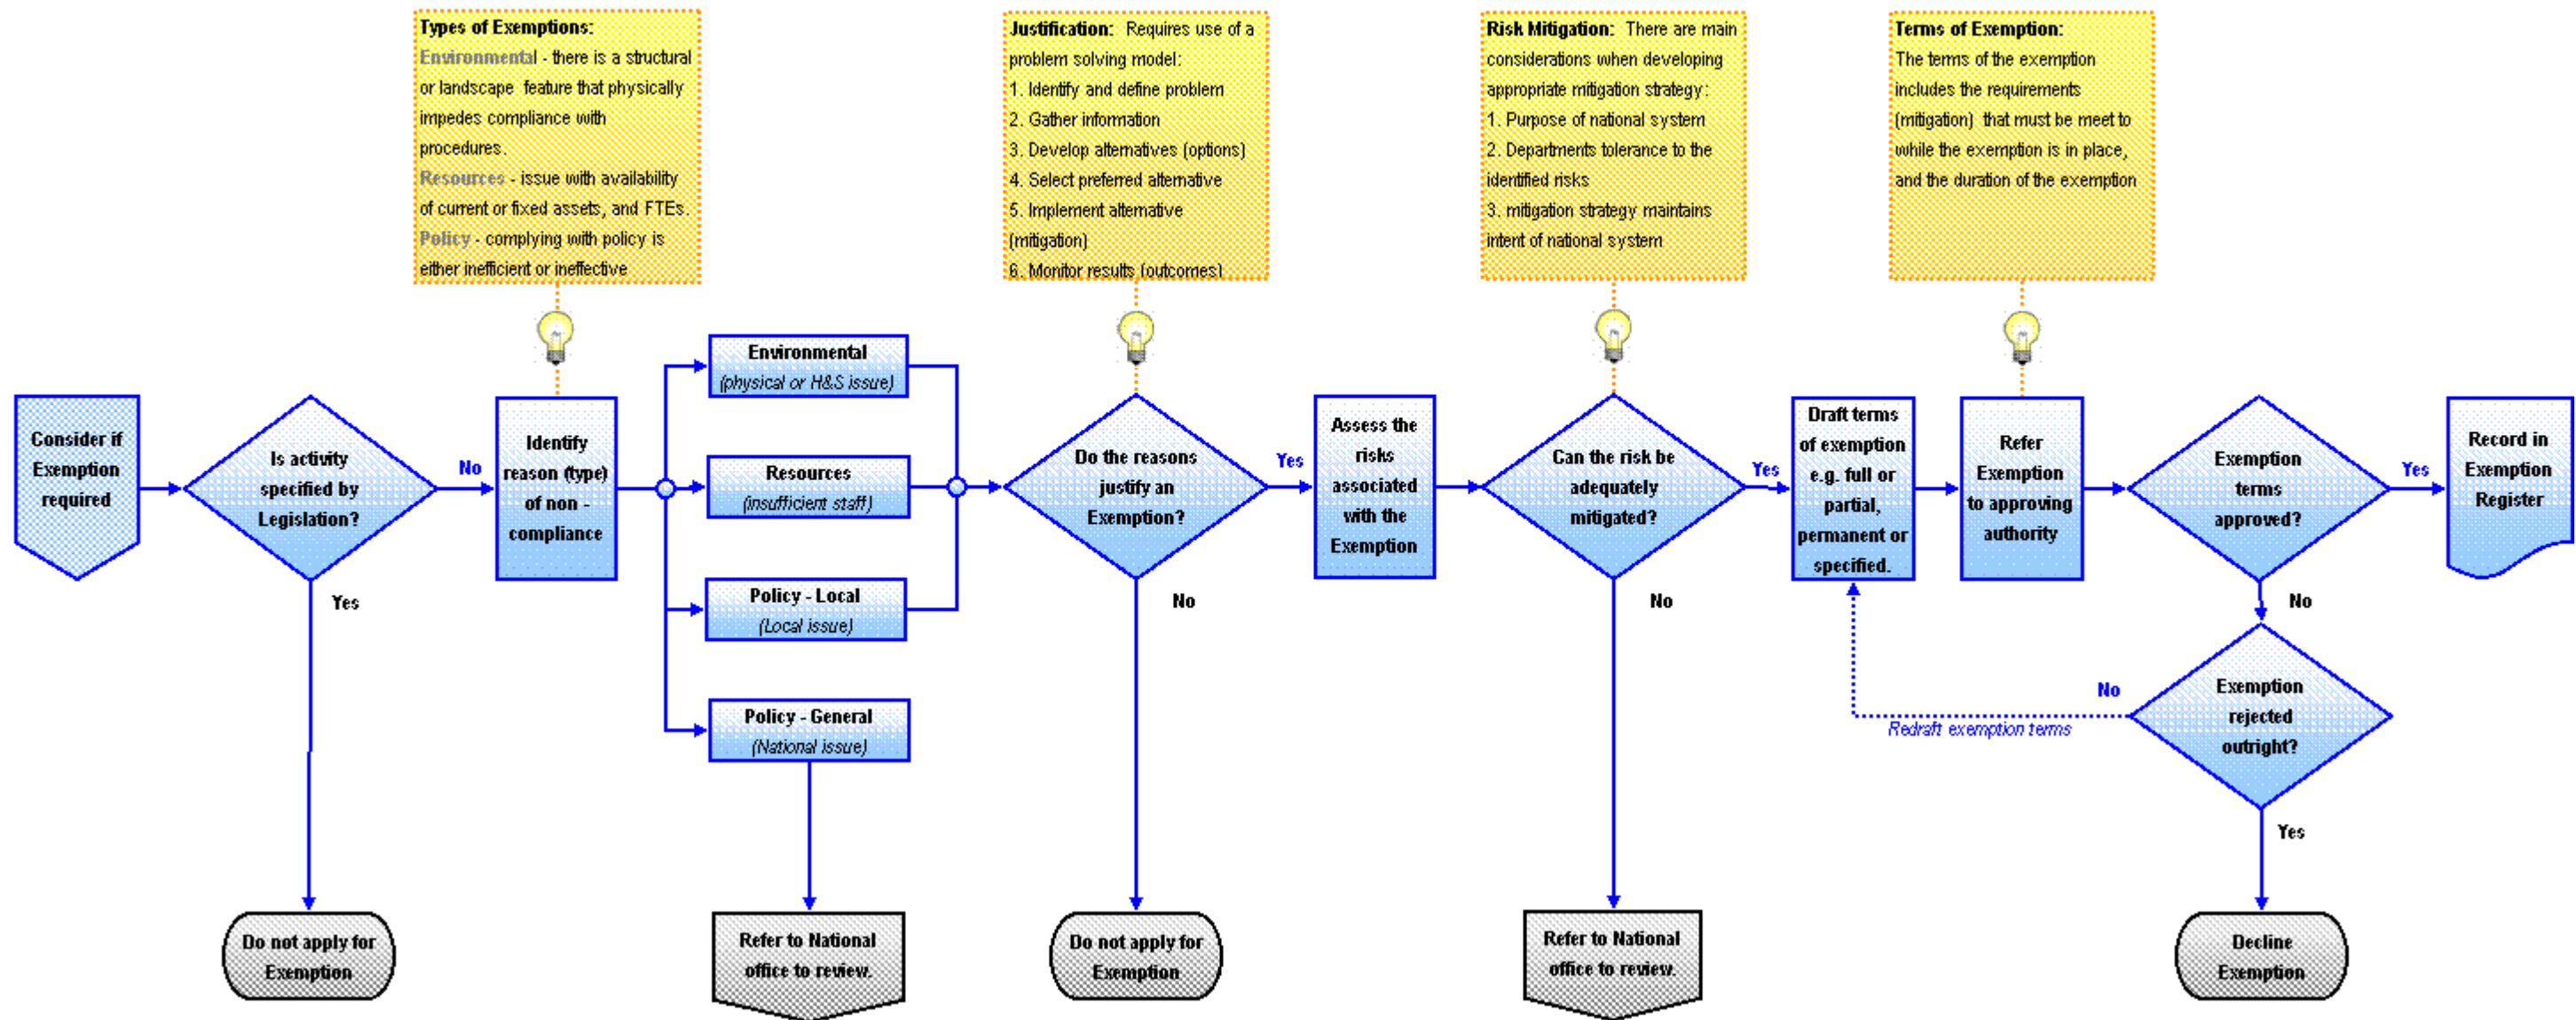 Types of Exemptions:
Environmental - there is a structural
or landscape feature that physically
impedes compliance with
procedures.
Resources - issue with availability
of current or fixed assets, and FTEs.
Policy - complying with policy is
either inefficient or ineffective
Justification: Requires use of a
problem solving model:
1. Identify and define problem
2. Gather information
3. Develop alternatives (options)
4. Select preferred alternative
5. Implement alternative
(mitigation)
6. Monitor results (outcomes)
Risk Mitigation: There are main
considerations when developing
appropriate mitigation strategy:
1. Purpose of national system
2. Departments tolerance to the
identified risks
3. mitigation strategy maintains
intent of national system
Terms of Exemption:
The terms of the exemption
includes the requirements
(mitigation) that must be meet to
while the exemption is in place,
and the duration of the exemption
Consider if
Exemption
required
Is activity
specified by
Legislation?
No
Yes
Do not apply for
Exemption
Identify
reason (type)
of non -
compliance
Environmental
(physical or H&S issue)
Resources
(insufficient staff)
Policy - Local
(Local issue)
Policy - General
(National issue)
Refer to National
office to review.
Do the reasons
justify an
Exemption?
Yes
No
Do not apply for
Exemption
Assess the
risks
associated
with the
Exemption
Can the risk be
adequately
mitigated?
Yes
No
Refer to National
office to review.
Draft terms
of exemption
e.g. full or
partial,
permanent or
specified.
Refer
Exemption
to approving
authority
Exemption
terms
approved?
Yes
No
Record in
Exemption
Register
Exemption
rejected
outright?
No
Redraft exemption terms
Yes
Decline
Exemption